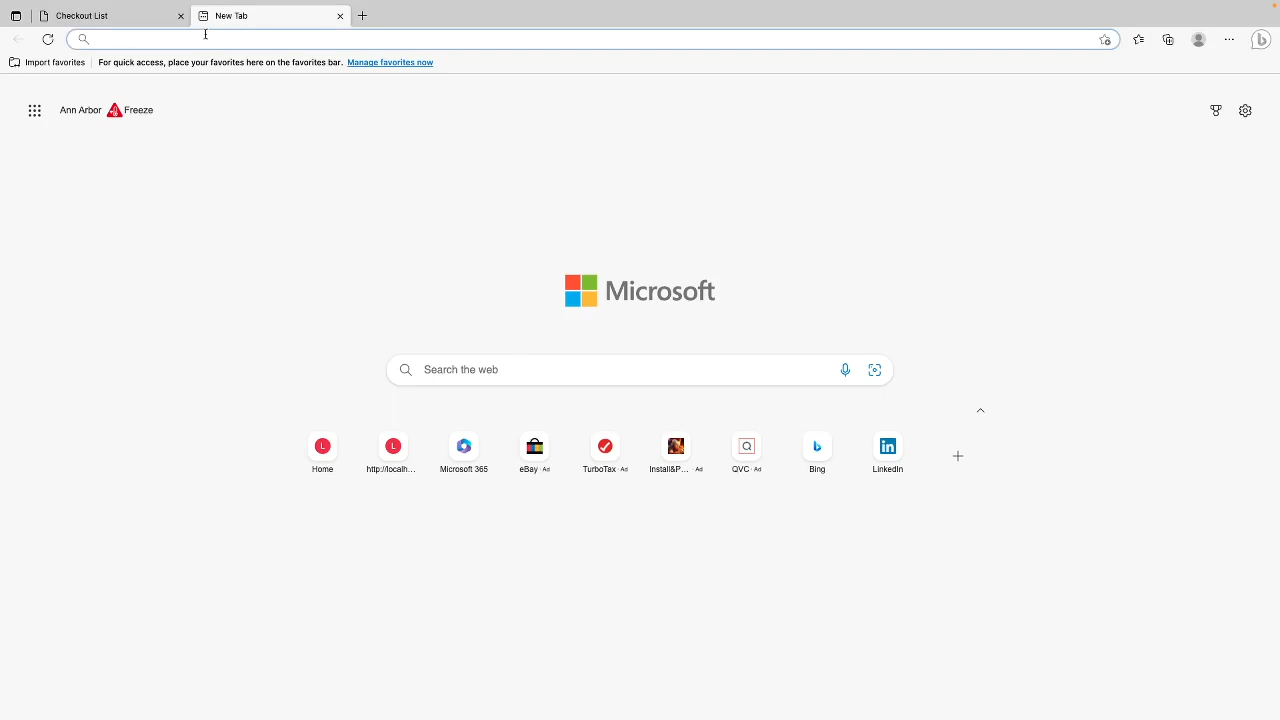 Checkout List
New Tab
Import favorites
For quick access, place your favorites here on the favorites bar. Manage favorites now
Ann Arbor Freeze
Microsoft
Search the web
L
L
Home
http://localh...
Microsoft 365
eBay · Ad
TurboTax · Ad
Install&P... · Ad
QVC · Ad
Bing
LinkedIn